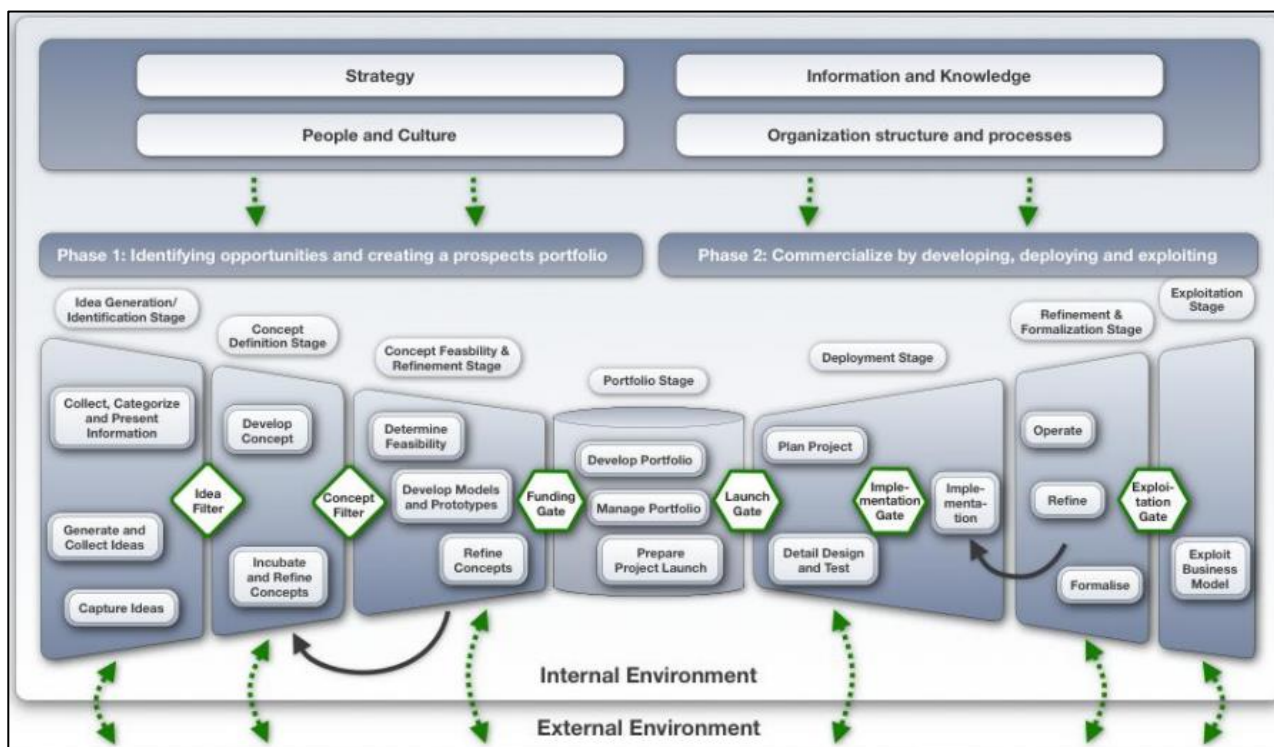 Strategy
Information and Knowledge
People and Culture
Organization structure and processes
Phase 1: Identifying opportunities and creating a prospects portfolio
Phase 2: Commercialize by developing, deploying and exploiting
Idea Generation/
Identification Stage
Concept
Definition Stage
Concept Feasbility &
Refinement Stage
Portfolio Stage
Deployment Stage
Refinement &
Formalization Stage
Exploitation
Stage
Collect, Categorize
and Present
Information
Generate and
Collect Ideas
Capture Ideas
Idea
Filter
Develop
Concept
Incubate
and Refine
Concepts
Concept
Filter
Determine
Feasibility
Develop Models
and Prototypes
Refine
Concepts
Funding
Gate
Develop Portfolio
Manage Portfolio
Prepare
Project Launch
Launch
Gate
Plan Project
Detail Design
and Test
Imple-
mentation
Gate
Imple-
menta-
tion
Operate
Refine
Formalise
Exploi-
tation
Gate
Exploit
Business
Model
Internal Environment
External Environment